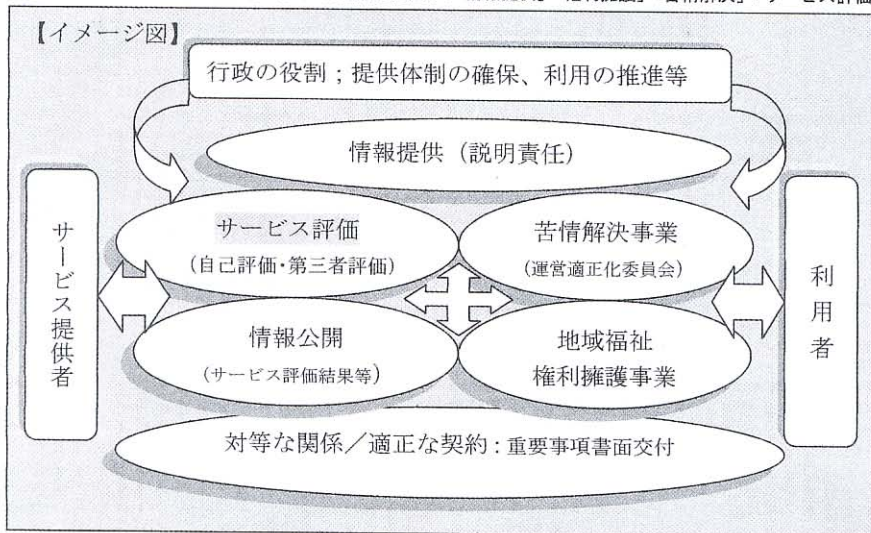 【イメージ図】
行政の役割；提供体制の確保、利用の推進等
情報提供（説明責任）
サービス提供者
サービス評価
（自己評価・第三者評価）
苦情解決事業
（運営適正化委員会）
利用者
情報公開
（サービス評価結果等）
地域福祉
権利擁護事業
対等な関係／適正な契約：重要事項書面交付